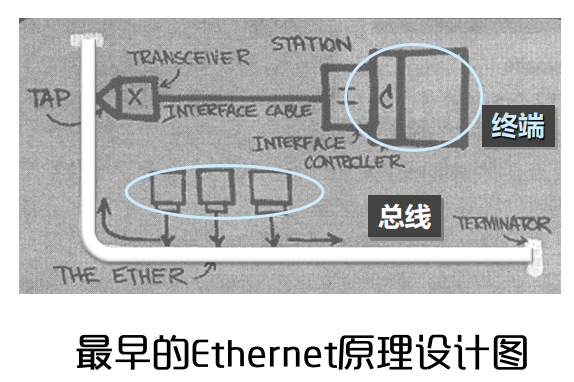 STATION
TRANSCEIVER
TAP
X
I
C
INTERFACE CABLE
终端
INTERFACE
CONTROLLER
总线
TERMINATOR
THE ETHER
最早的Ethernet原理设计图